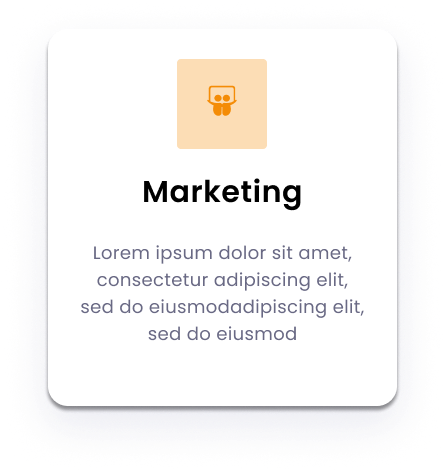 Marketing
Lorem ipsum dolor sit amet,
consectetur adipiscing elit,
sed do eiusmodadipiscing elit,
sed do eiusmod